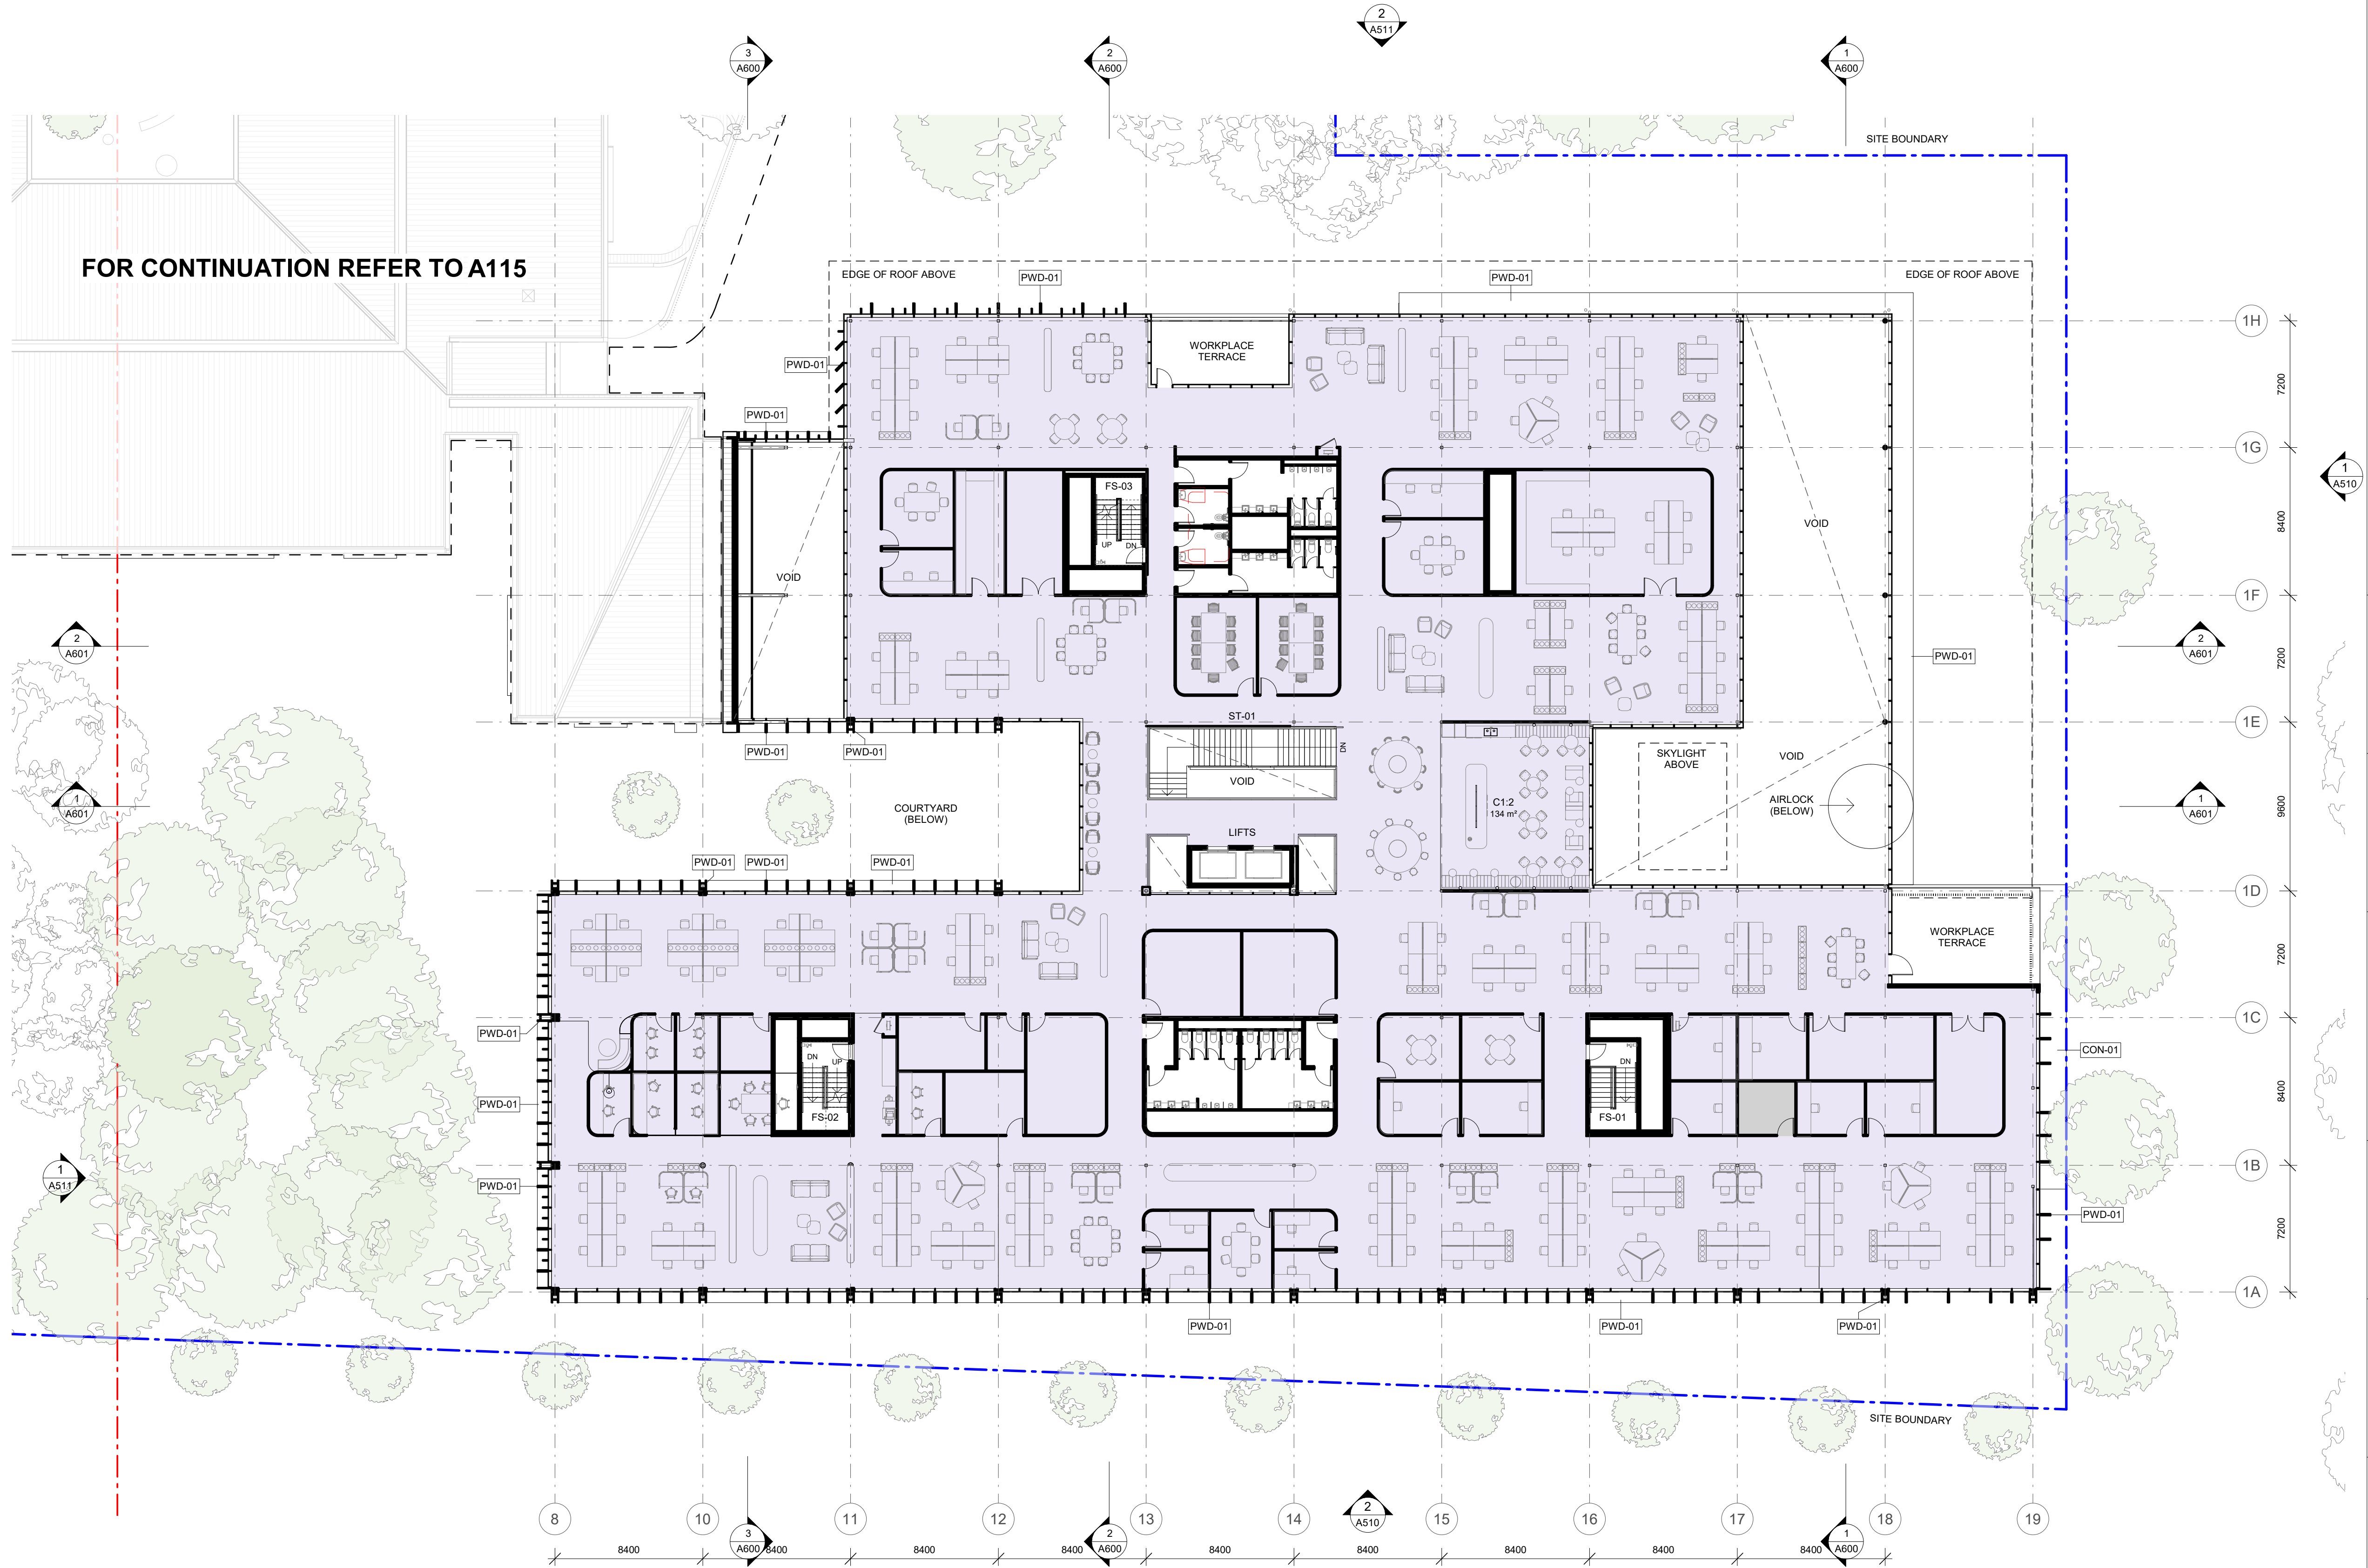 2
A511
3
A600
2
A600
1
A600
SITE BOUNDARY
FOR CONTINUATION REFER TO A115
EDGE OF ROOF ABOVE
PWD-01
PWD-01
EDGE OF ROOF ABOVE
1H
WORKPLACE
TERRACE
PWD-01
7200
PWD-01
1G
1
A510
FS-03
UP
DN
VOID
8400
VOID
1F
2
A601
2
A601
PWD-01
7200
ST-01
1E
PWD-01
PWD-01
DN
SKYLIGHT
ABOVE
VOID
VOID
COURTYARD
(BELOW)
C1:2
134 m²
AIRLOCK
(BELOW)
1
A601
1
A601
9600
LIFTS
PWD-01
PWD-01
PWD-01
1D
WORKPLACE
TERRACE
7200
1C
PWD-01
CON-01
DN
UP
DN
PWD-01
FS-02
FS-01
8400
1B
1
A511
PWD-01
PWD-01
7200
1A
PWD-01
PWD-01
PWD-01
SITE BOUNDARY
8
10
11
12
13
14
15
16
17
18
19
2
A510
3
A600
2
A600
1
A600
8400
8400
8400
8400
8400
8400
8400
8400
8400